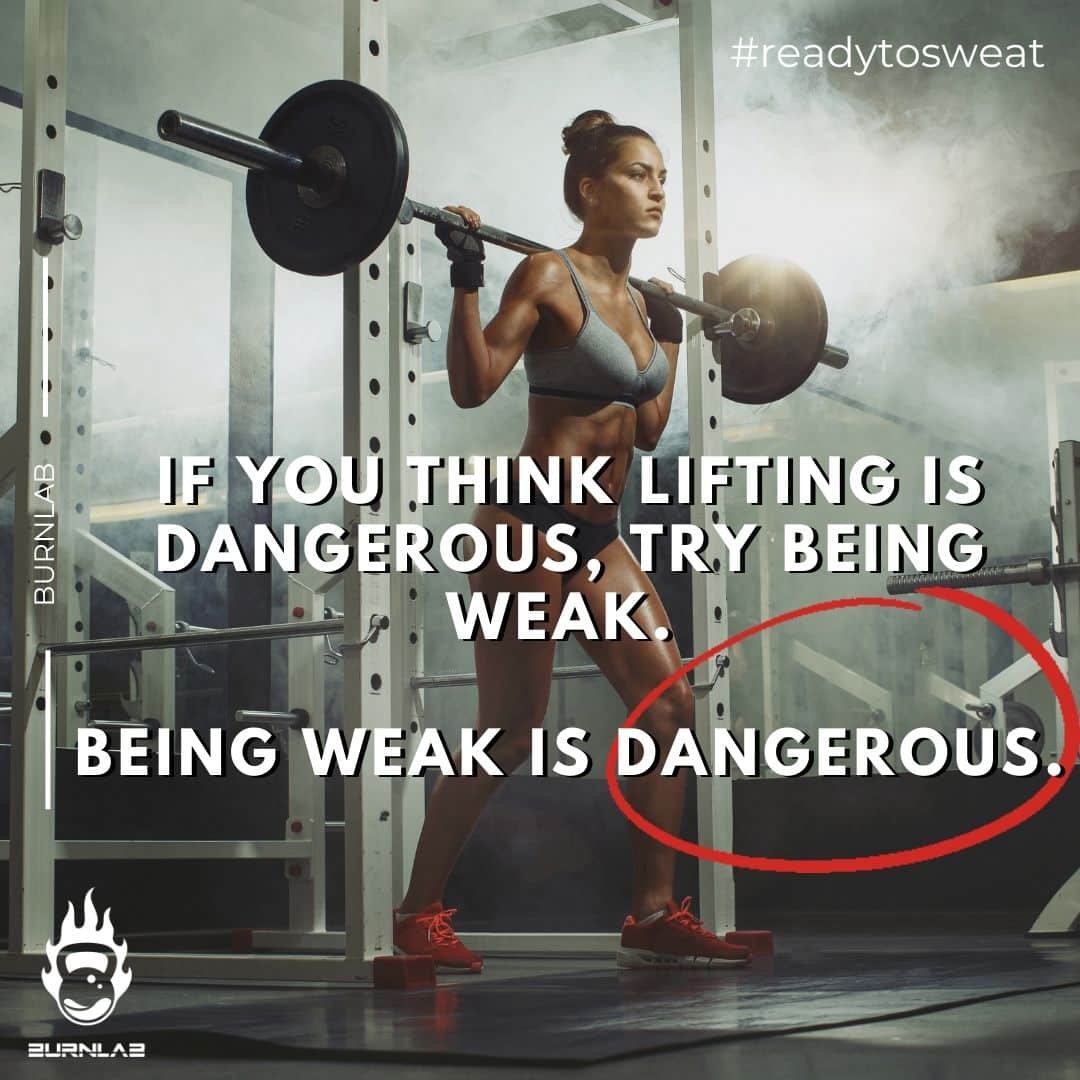 #readytosweat
IF YOU THINK LIFTING IS
DANGEROUS, TRY BEING
WEAK.
BEING WEAK IS DANGEROUS.
BURNLAB
BURNLAB